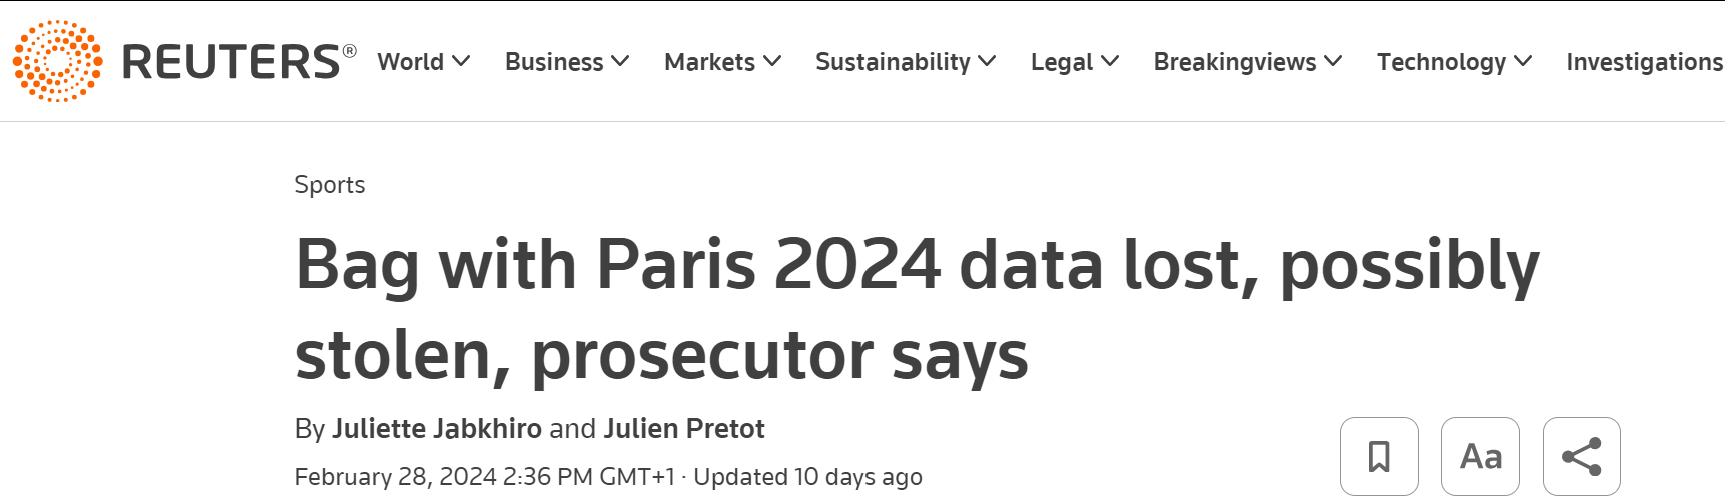 REUTERS® World Business Markets Sustainability Legal Breakingviews Technology Investigations
Sports
Bag with Paris 2024 data lost, possibly
stolen, prosecutor says
By Juliette Jabkhiro and Julien Pretot
February 28, 2024 2:36 PM GMT+1 · Updated 10 days ago
Aa